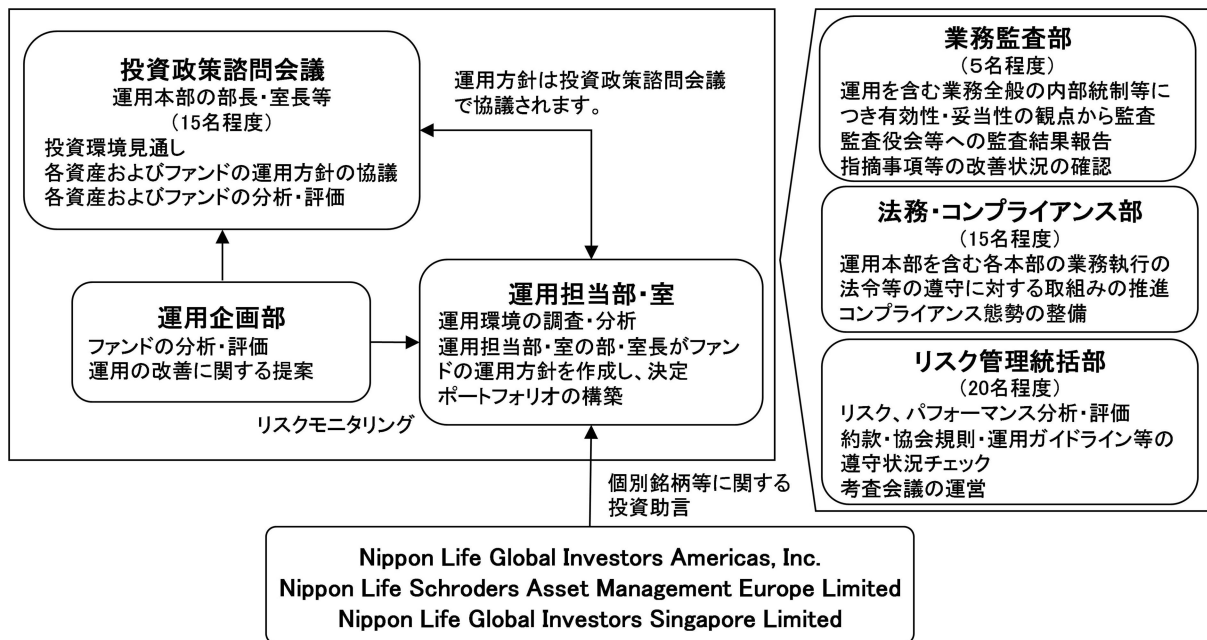 投資政策諮問会議
運用本部の部長・室長等
(15名程度)
投資環境見通し
各資産およびファンドの運用方針の協議
各資産およびファンドの分析・評価
運用方針は投資政策諮問会議
で協議されます。
運用企画部
ファンドの分析・評価
運用の改善に関する提案
リスクモニタリング
運用担当部・室
運用環境の調査・分析
運用担当部・室の部・室長がファン
ドの運用方針を作成し、決定
ポートフォリオの構築
個別銘柄等に関する
投資助言
Nippon Life Global Investors Americas, Inc.
Nippon Life Schroders Asset Management Europe Limited
Nippon Life Global Investors Singapore Limited
業務監査部
(5名程度)
運用を含む業務全般の内部統制等に
つき有効性・妥当性の観点から監査
監査役会等への監査結果報告
指摘事項等の改善状況の確認
法務・コンプライアンス部
(15名程度)
運用本部を含む各本部の業務執行の
法令等の遵守に対する取組みの推進
コンプライアンス態勢の整備
リスク管理統括部
(20名程度)
リスク、パフォーマンス分析・評価
約款・協会規則・運用ガイドライン等の
遵守状況チェック
考査会議の運営